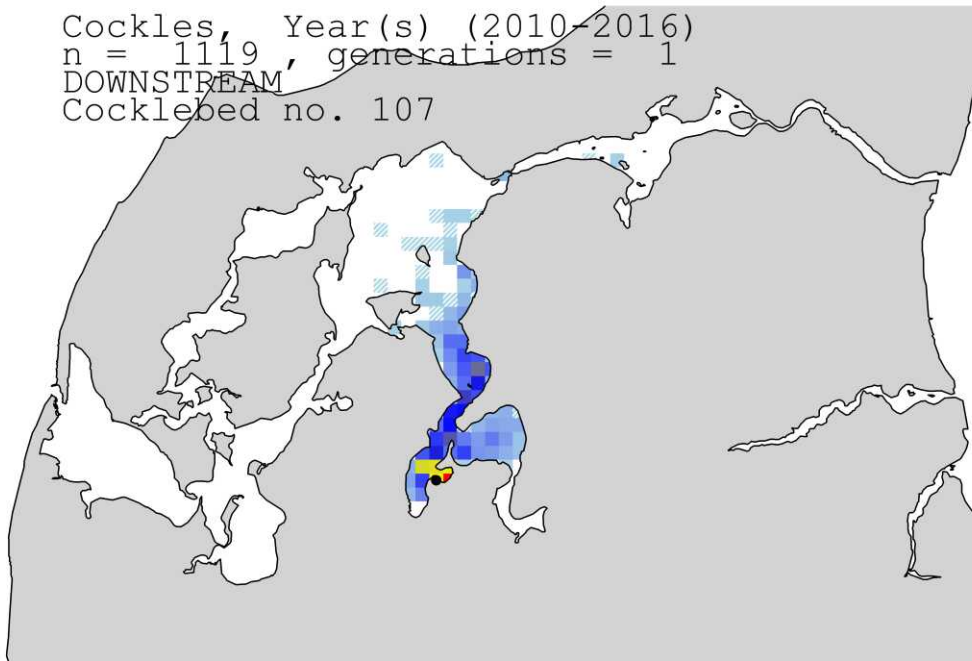 Cockles, Year(s) (2010-2016)
n = 1119 , generations = 1
DOWNSTREAM
Cocklebed no. 107